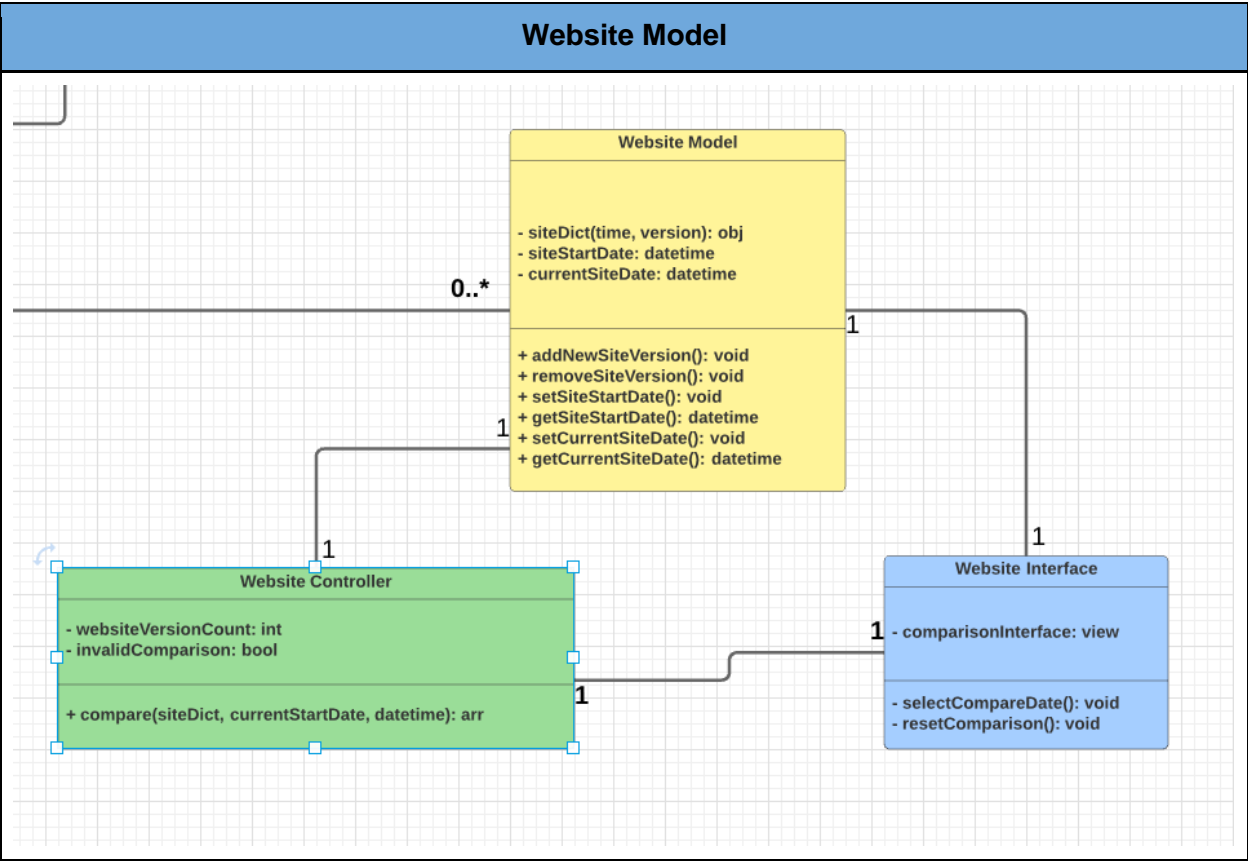 Website Model
Website Model
- siteDict(time, version): obj
- siteStartDate: datetime
- currentSiteDate: datetime
0..*
1
+ addNewSiteVersion(): void
+ removeSiteVersion(): void
+ setSiteStartDate(): void
+ getSiteStartDate(): datetime
+ setCurrentSiteDate(): void
+ getCurrentSiteDate(): datetime
1
1
1
Website Controller
- websiteVersionCount: int
- invalidComparison: bool
+ compare(siteDict, currentStartDate, datetime): arr
1
1
Website Interface
- comparisonInterface: view
- selectCompareDate(): void
- resetComparison(): void